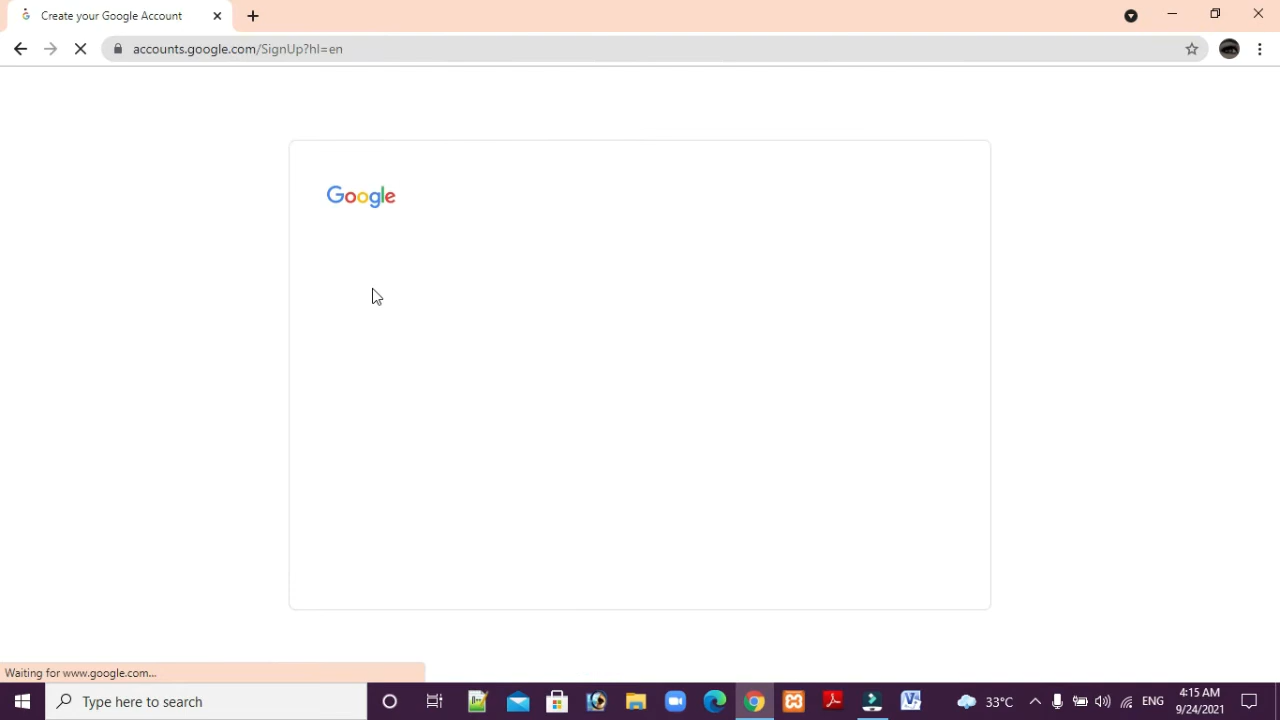 Create your Google Account
accounts.google.com/SignUp?hl=en
Google
Waiting for www.google.com...
Type here to search
33°C
ENG
4:15 AM
9/24/2021